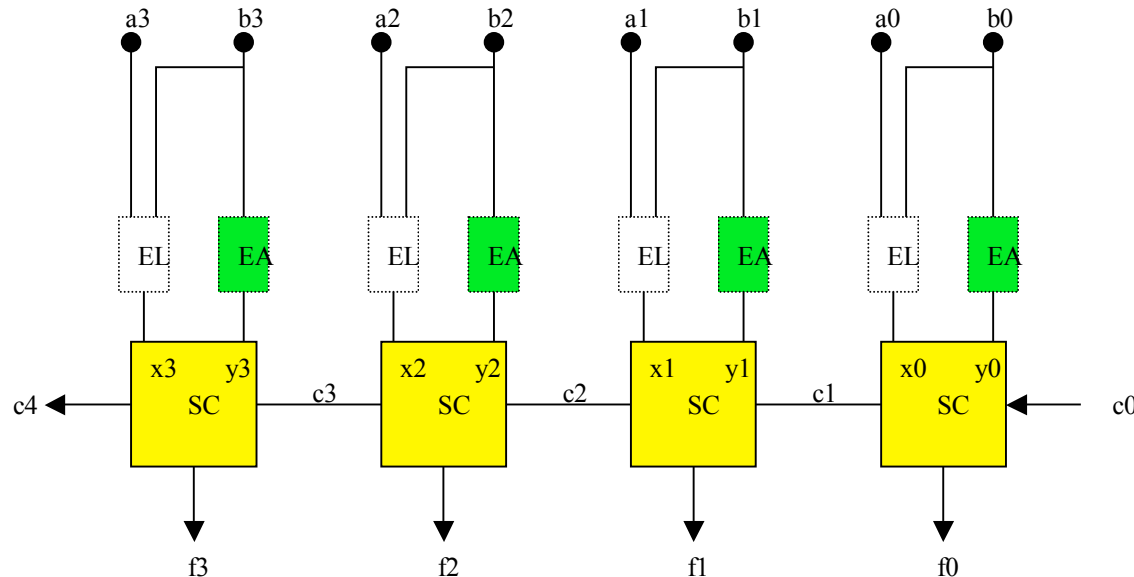 a3 b3 a2 b2 a1 b1 a0 b0
EL EA EL EA EL EA EL EA
x3 y3 x2 y2 x1 y1 x0 y0
c4 SC c3 SC c2 SC c1 SC c0
f3 f2 f1 f0